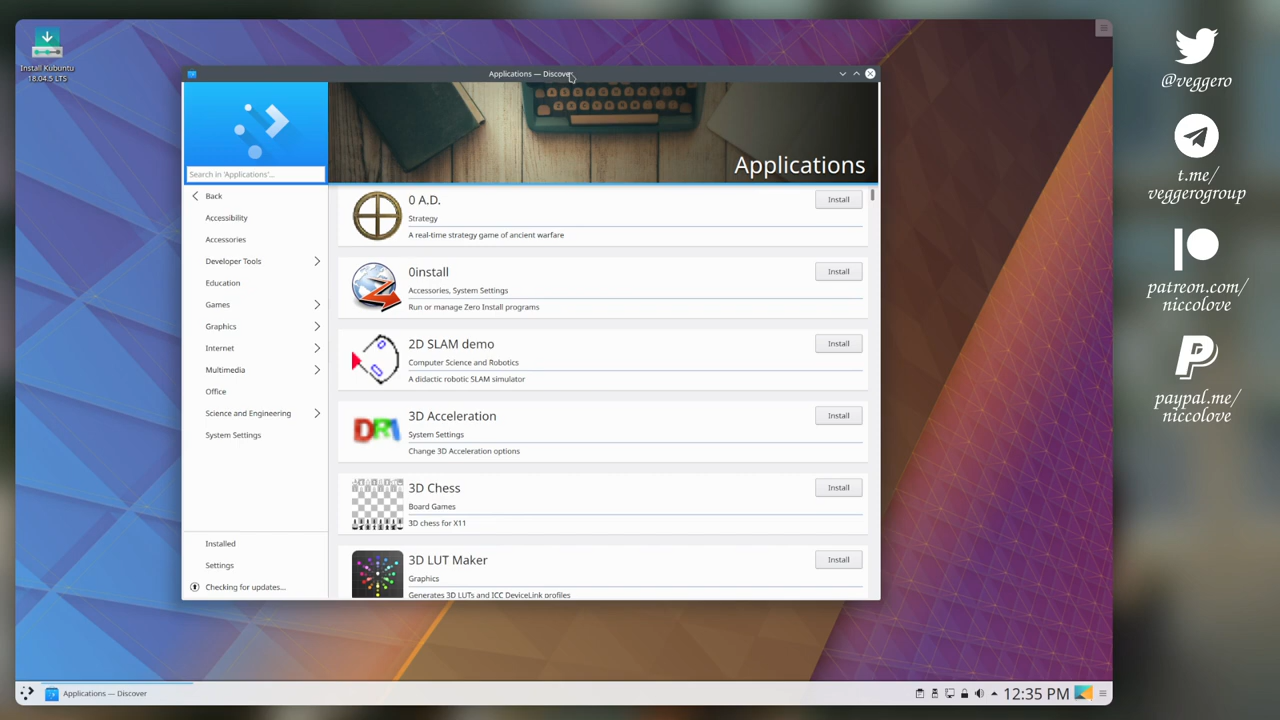 Install Kubuntu
18.04.5 LTS
Applications — Discover
Search in 'Applications'...
Applications
Back
Accessibility
Accessories
Developer Tools
Education
Games
Graphics
Internet
Multimedia
Office
Science and Engineering
System Settings
Installed
Settings
Checking for updates...
0 A.D.
Install
Strategy
A real-time strategy game of ancient warfare
0install
Install
Accessories, System Settings
Run or manage Zero Install programs
2D SLAM demo
Install
Computer Science and Robotics
A didactic robotic SLAM simulator
DRI
3D Acceleration
Install
System Settings
Change 3D Acceleration options
3D Chess
Install
Board Games
3D chess for X11
3D LUT Maker
Install
Graphics
Generates 3D LUTs and ICC DeviceLink profiles
Applications — Discover
12:35 PM
@veggero
t.me/
veggerogroup
patreon.com/
niccolove
paypal.me/
niccolove